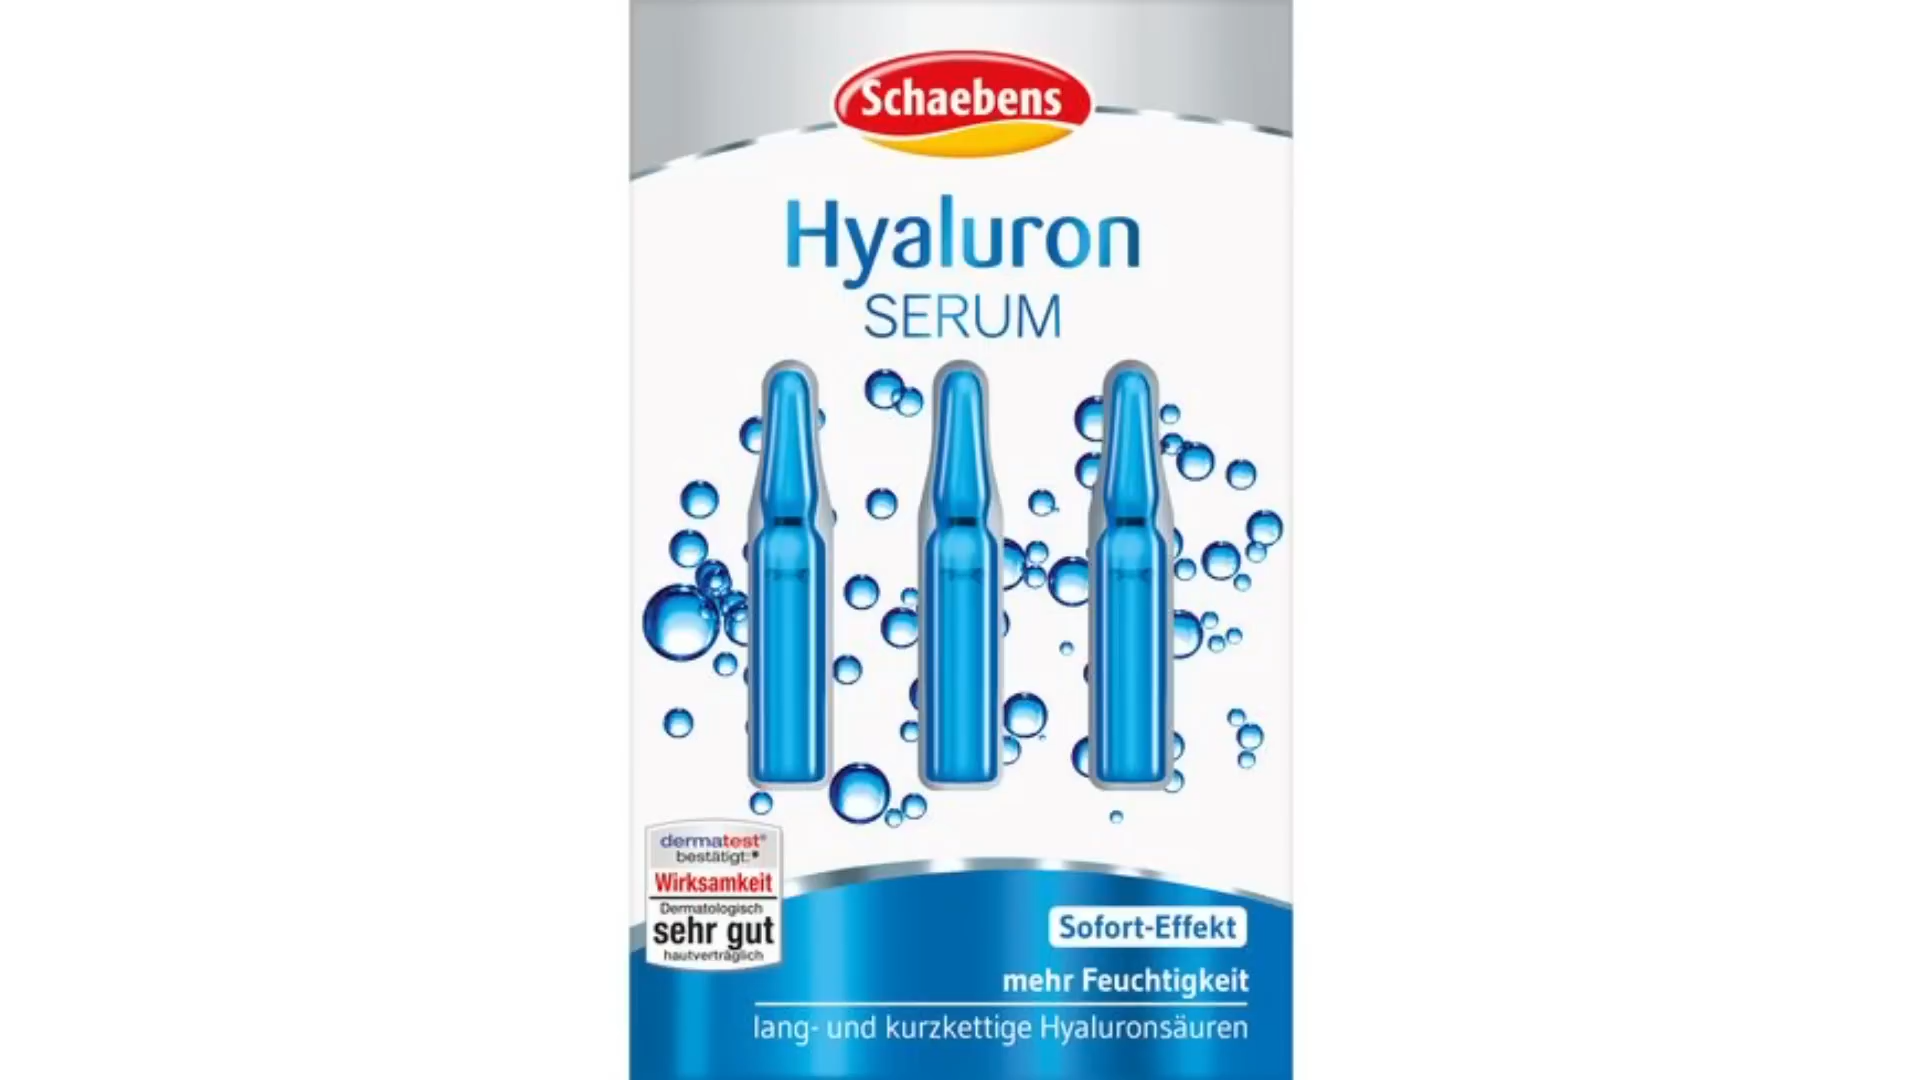 Schaebens
Hyaluron
SERUM
dermatest®
bestätigt:*
Wirksamkeit
Dermatologisch
sehr gut
hautverträglich
Sofort-Effekt
mehr Feuchtigkeit
lang- und kurzkettige Hyaluronsäuren